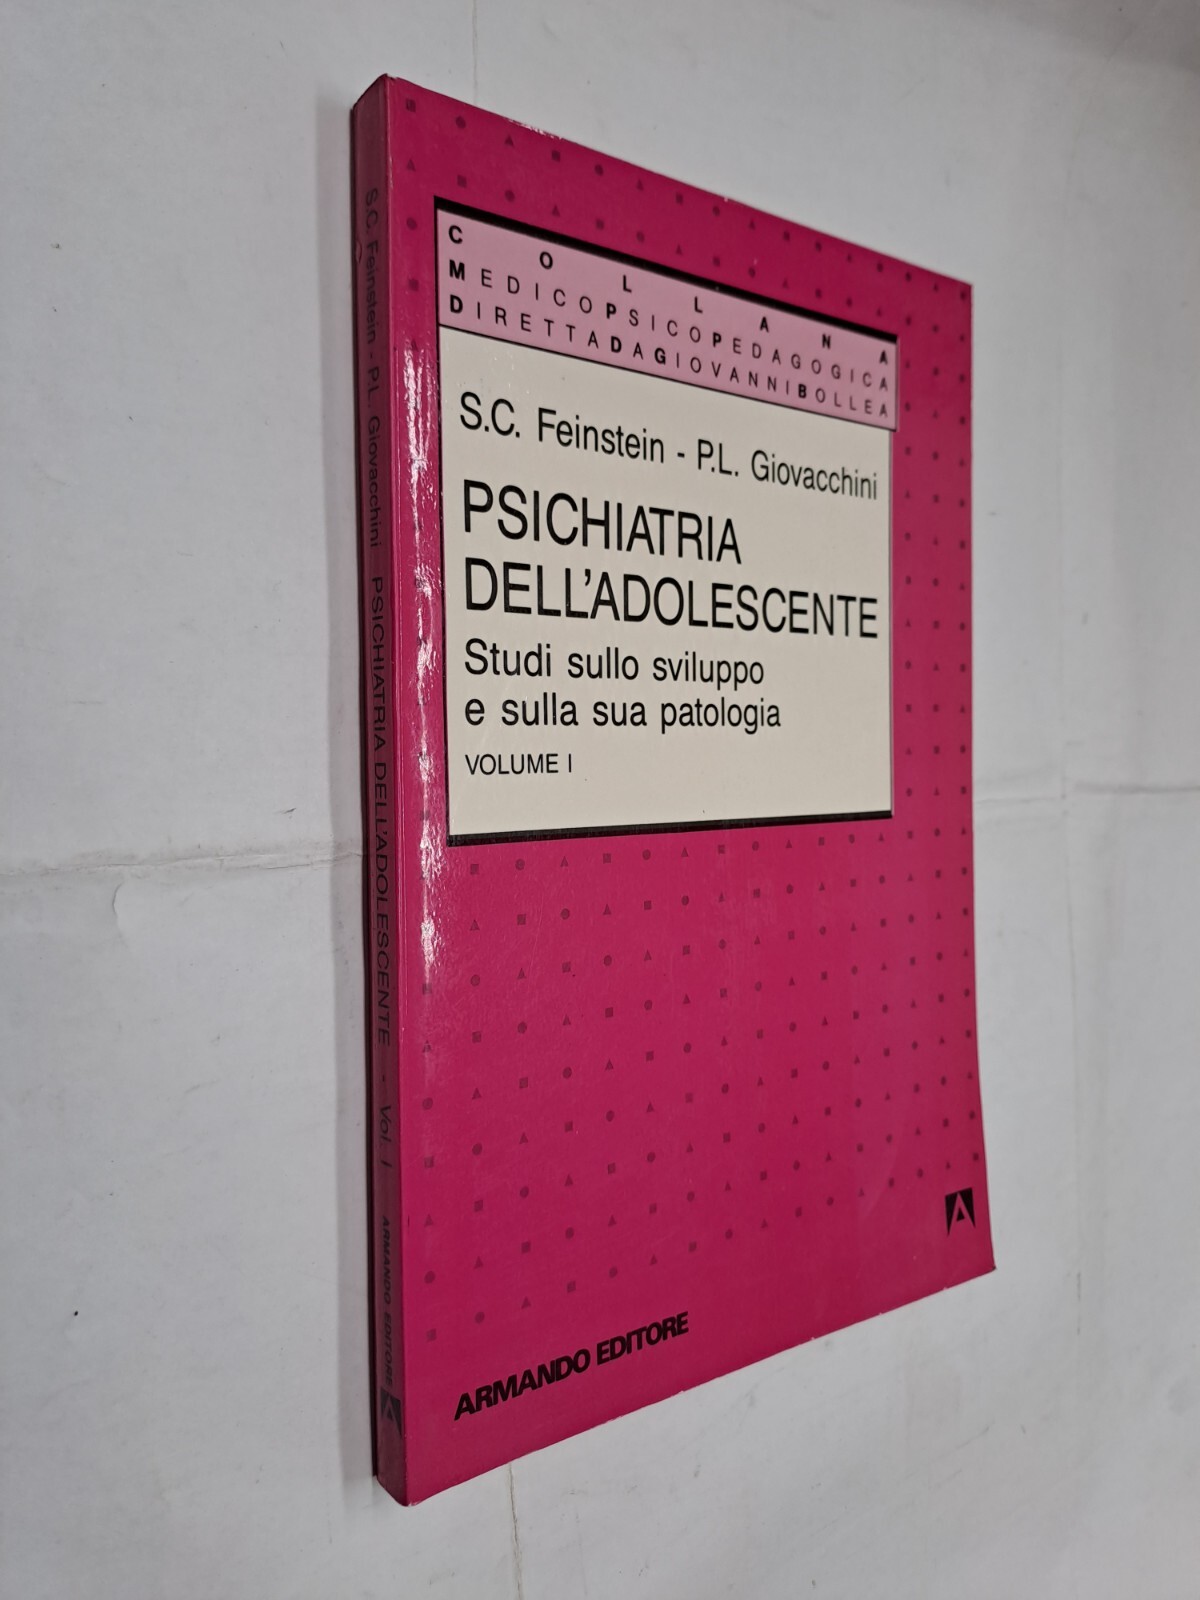 COLLANA
MEDICOPSICOPEDAGOGICA
DIRETTADAGIOVANNIBOLLEA
S.C. Feinstein - P.L. Giovacchini
PSICHIATRIA
DELL'ADOLESCENTE
Studi sullo sviluppo
e sulla sua patologia
VOLUME I
ARMANDO EDITORE
S.C. Feinstein - P.L. Giovacchini PSICHIATRIA DELL'ADOLESCENTE - Vol. I ARMANDO EDITORE